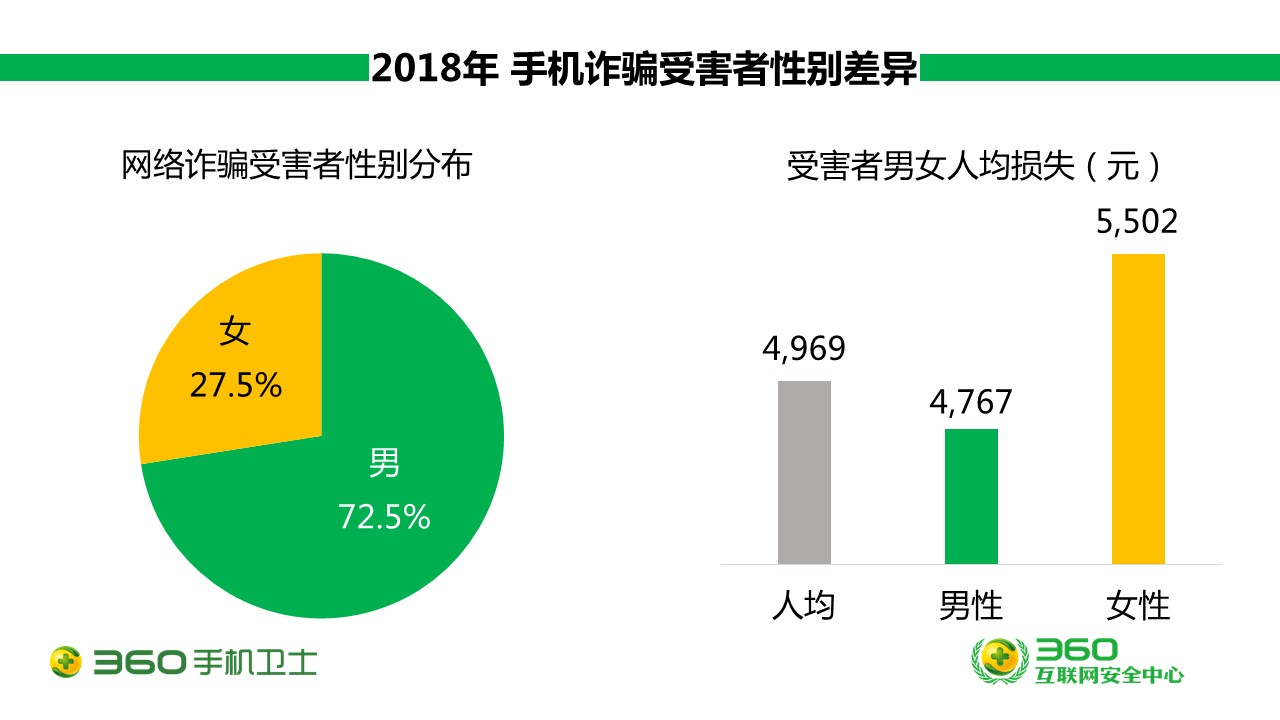 2018年 手机诈骗受害者性别差异
网络诈骗受害者性别分布
女
27.5%
男
72.5%
受害者男女人均损失（元）
5,502
4,969
4,767
人均
男性
女性
360手机卫士
360
互联网安全中心